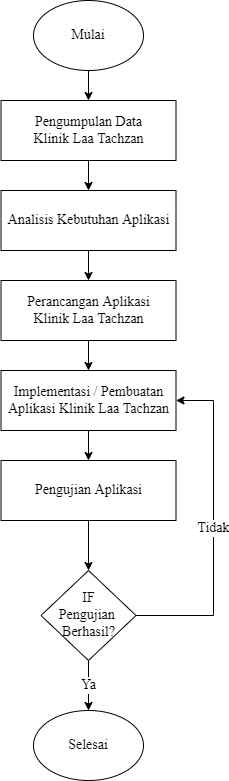 Mulai
Pengumpulan Data
Klinik Laa Tachzan
Analisis Kebutuhan Aplikasi
Perancangan Aplikasi
Klinik Laa Tachzan
Implementasi / Pembuatan
Aplikasi Klinik Laa Tachzan
Pengujian Aplikasi
Tidak
IF
Pengujian
Berhasil?
Ya
Selesai